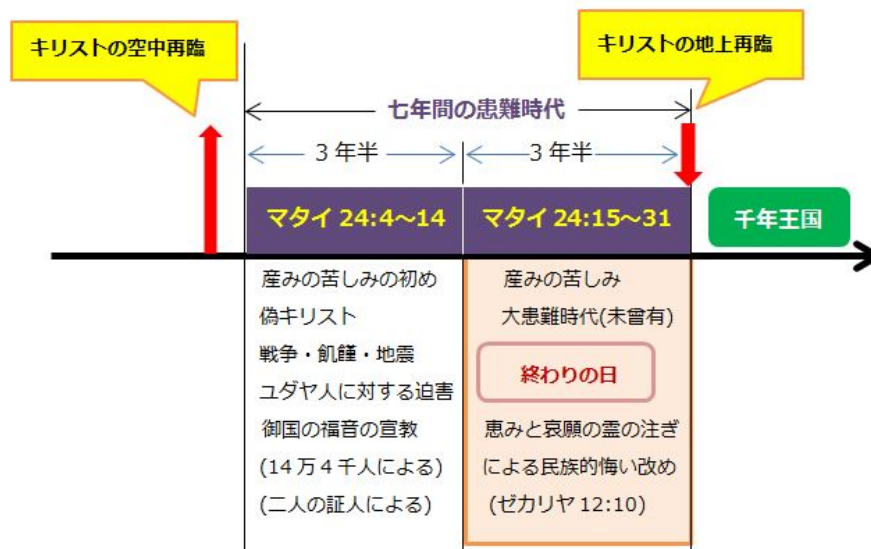 キリストの空中再臨
キリストの地上再臨
七年間の患難時代
3年半
3年半
マタイ 24:4～14
マタイ 24:15～31
千年王国
産みの苦しみの初め
偽キリスト
戦争・飢饉・地震
ユダヤ人に対する迫害
御国の福音の宣教
(14万4千人による)
(二人の証人による)
産みの苦しみ
大患難時代(未曾有)
終わりの日
恵みと哀願の霊の注ぎ
による民族的悔い改め
(ゼカリヤ 12:10)